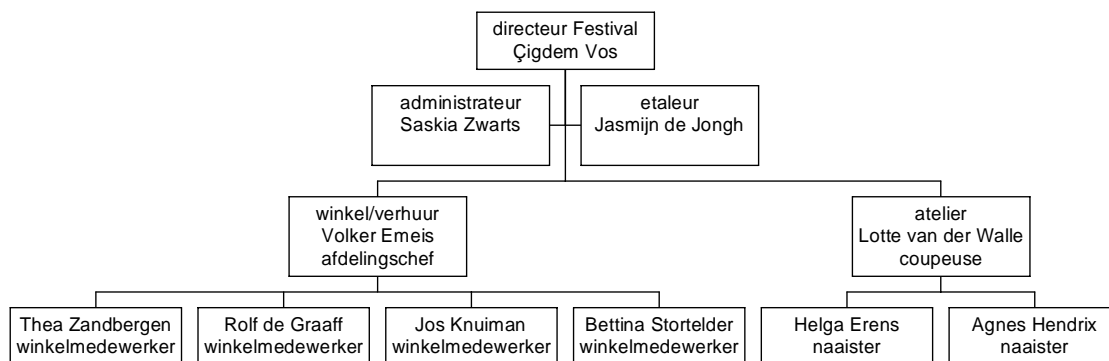 directeur Festival
Çigdem Vos
administrateur
Saskia Zwarts
etaleur
Jasmijn de Jongh
winkel/verhuur
Volker Emeis
afdelingschef
atelier
Lotte van der Walle
coupeuse
Thea Zandbergen
winkelmedewerker
Rolf de Graaff
winkelmedewerker
Jos Knuiman
winkelmedewerker
Bettina Stortelder
winkelmedewerker
Helga Erens
naaister
Agnes Hendrix
naaister